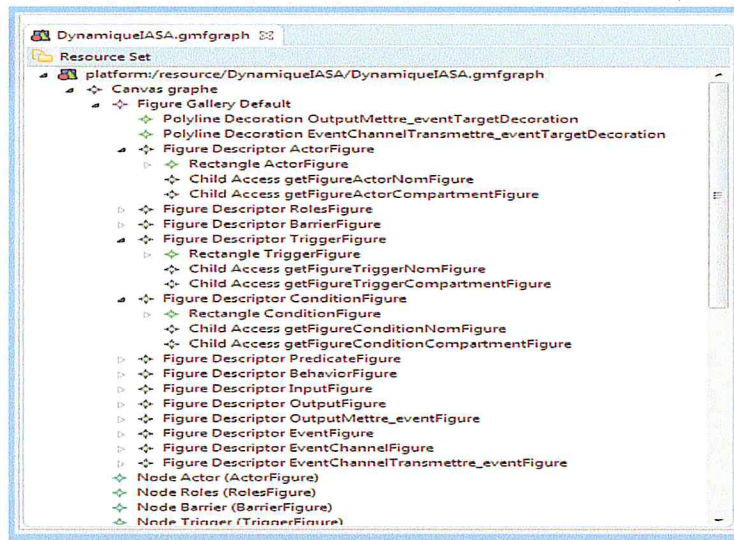 DynamiqueIASA.gmfgraph
Resource Set
platform:/resource/DynamiqueIASA/DynamiqueIASA.gmfgraph
Canvas graphe
Figure Gallery Default
Polyline Decoration OutputMettre_eventTargetDecoration
Polyline Decoration EventChannelTransmettre_eventTargetDecoration
Figure Descriptor ActorFigure
Rectangle ActorFigure
Child Access getFigureActorNomFigure
Child Access getFigureActorCompartmentFigure
Figure Descriptor RolesFigure
Figure Descriptor BarrierFigure
Figure Descriptor TriggerFigure
Rectangle TriggerFigure
Child Access getFigureTriggerNomFigure
Child Access getFigureTriggerCompartmentFigure
Figure Descriptor ConditionFigure
Rectangle ConditionFigure
Child Access getFigureConditionNomFigure
Child Access getFigureConditionCompartmentFigure
Figure Descriptor PredicateFigure
Figure Descriptor BehaviorFigure
Figure Descriptor InputFigure
Figure Descriptor OutputFigure
Figure Descriptor OutputMettre_eventFigure
Figure Descriptor EventFigure
Figure Descriptor EventChannelFigure
Figure Descriptor EventChannelTransmettre_eventFigure
Node Actor (ActorFigure)
Node Roles (RolesFigure)
Node Barrier (BarrierFigure)
Node Trigger (TriggerFigure)